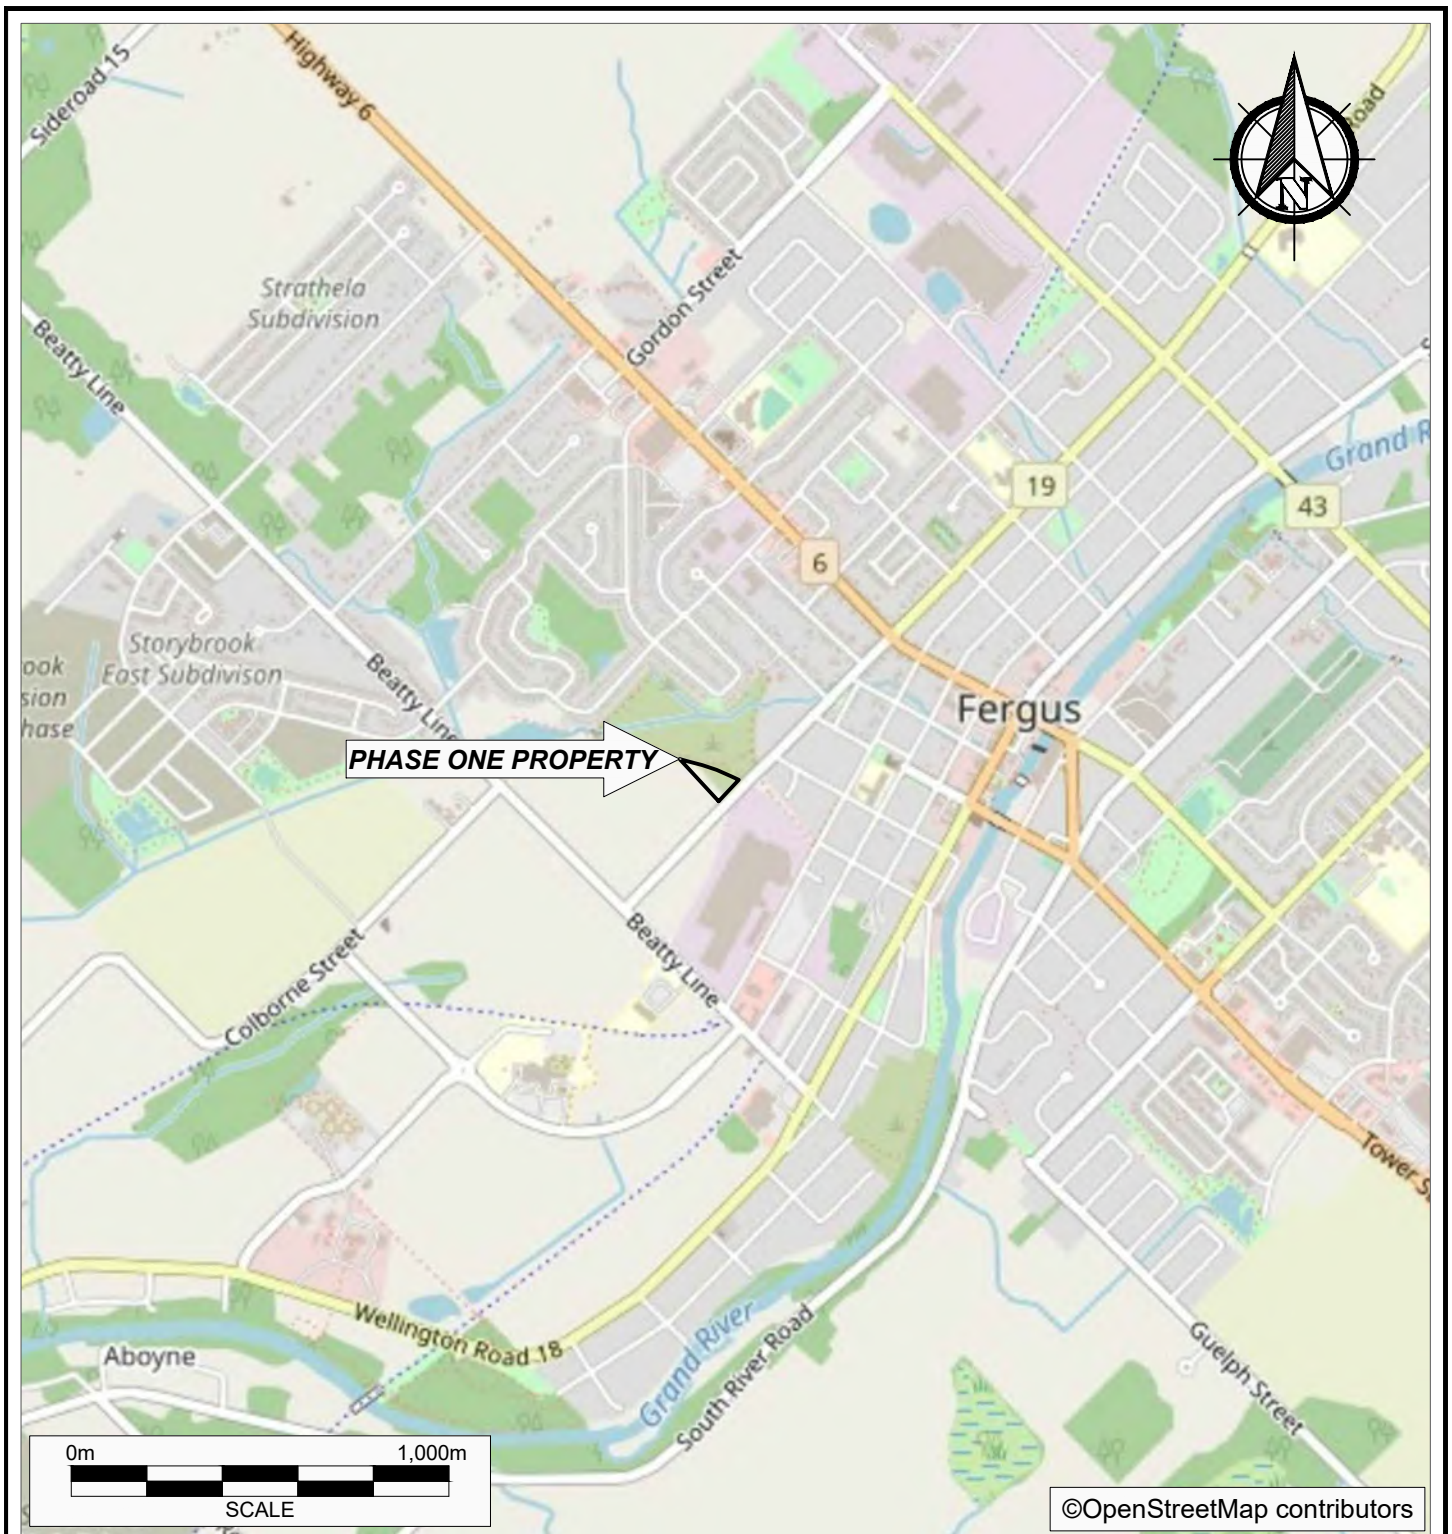 Sideroad 15
Highway 6
Road
N
Strathela
Subdivision
Gordon Street
Beatty Line
Grand R
19
43
6
Storybrook
East Subdivison
ook
sion
hase
Beatty Line
Fergus
PHASE ONE PROPERTY
Beatty Line
Colborne Street
Tower S
Wellington Road 18
Aboyne
Grand River
South River Road
Guelph Street
0m 1,000m
SCALE
©OpenStreetMap contributors